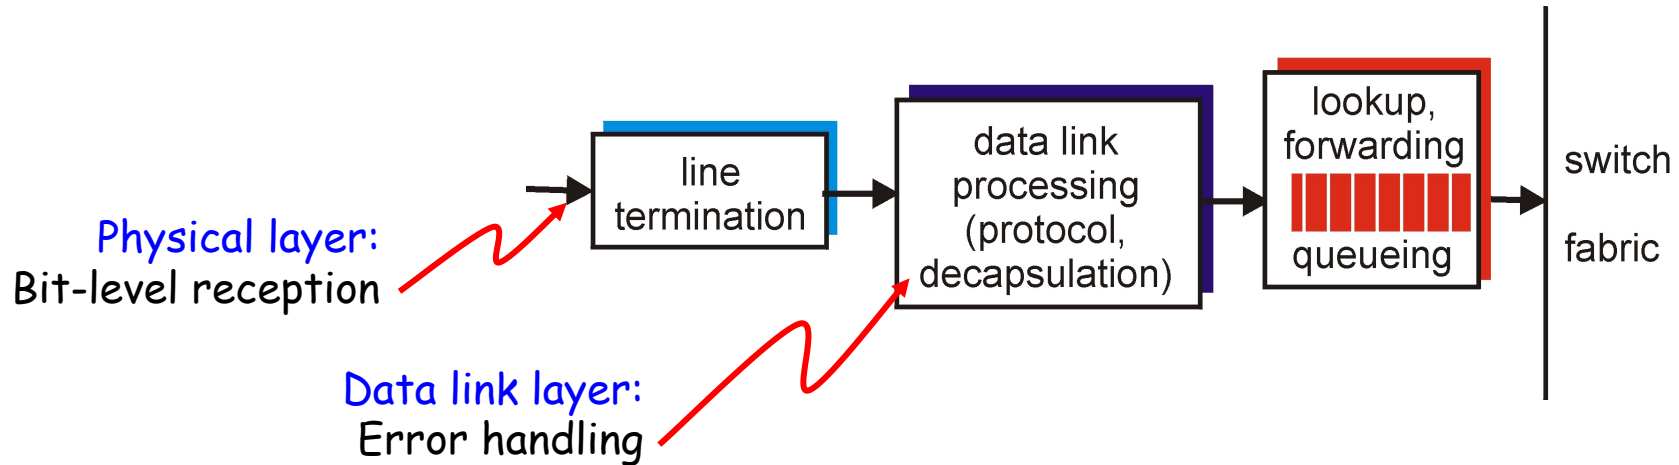 Physical layer:
Bit-level reception
line
termination
Data link layer:
Error handling
data link
processing
(protocol,
decapsulation)
lookup,
forwarding
queueing
switch
fabric